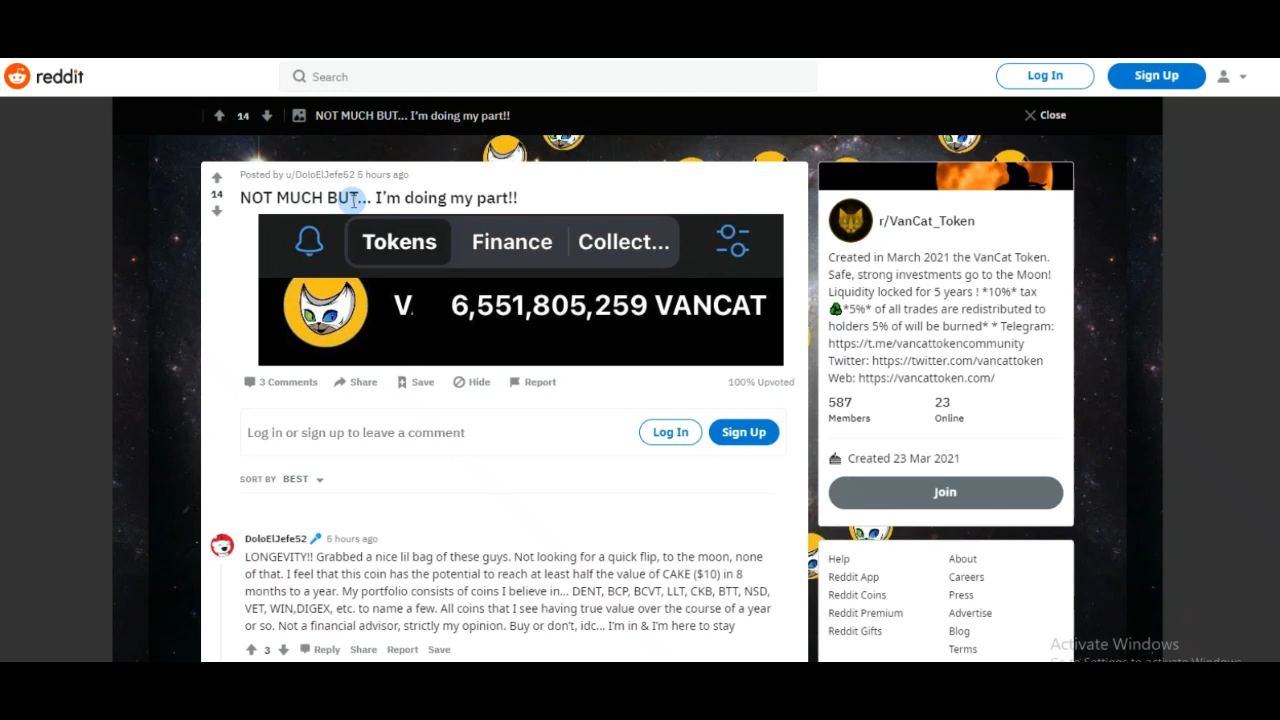 reddit
Search
Log In
Sign Up
14
NOT MUCH BUT... I'm doing my part!!
Close
Posted by u/DoloElJefe52 5 hours ago
14
NOT MUCH BUT... I'm doing my part!!
Tokens
Finance
Collect...
V.
6,551,805,259 VANCAT
3 Comments
Share
Save
Hide
Report
100% Upvoted
Log in or sign up to leave a comment
Log In
Sign Up
SORT BY BEST
DoloElJefe52
5 hours ago
LONGEVITY!! Grabbed a nice lil bag of these guys. Not looking for a quick flip, to the moon, none
of that. I feel that this coin has the potential to reach at least half the value of CAKE ($10) in 8
months to a year. My portfolio consists of coins I believe in... DENT, BCP, BCVT, LLT, CKB, BTT, NSD,
VET, WIN,DIGEX, etc. to name a few. All coins that I see having true value over the course of a year
or so. Not a financial advisor, strictly my opinion. Buy or don't, idc... I'm in & I'm here to stay
3
Reply
Share
Report
Save
r/VanCat_Token
Created in March 2021 the VanCat Token.
Safe, strong investments go to the Moon!
Liquidity locked for 5 years ! *10%* tax
*5%* of all trades are redistributed to
holders 5% of will be burned* * Telegram:
https://t.me/vancattokencommunity
Twitter: https://twitter.com/vancattoken
Web: https://vancattoken.com/
587
23
Members
Online
Created 23 Mar 2021
Join
Help
About
Reddit App
Careers
Reddit Coins
Press
Reddit Premium
Advertise
Reddit Gifts
Blog
Terms
Activate Windows
Go to Settings to activate Windows.